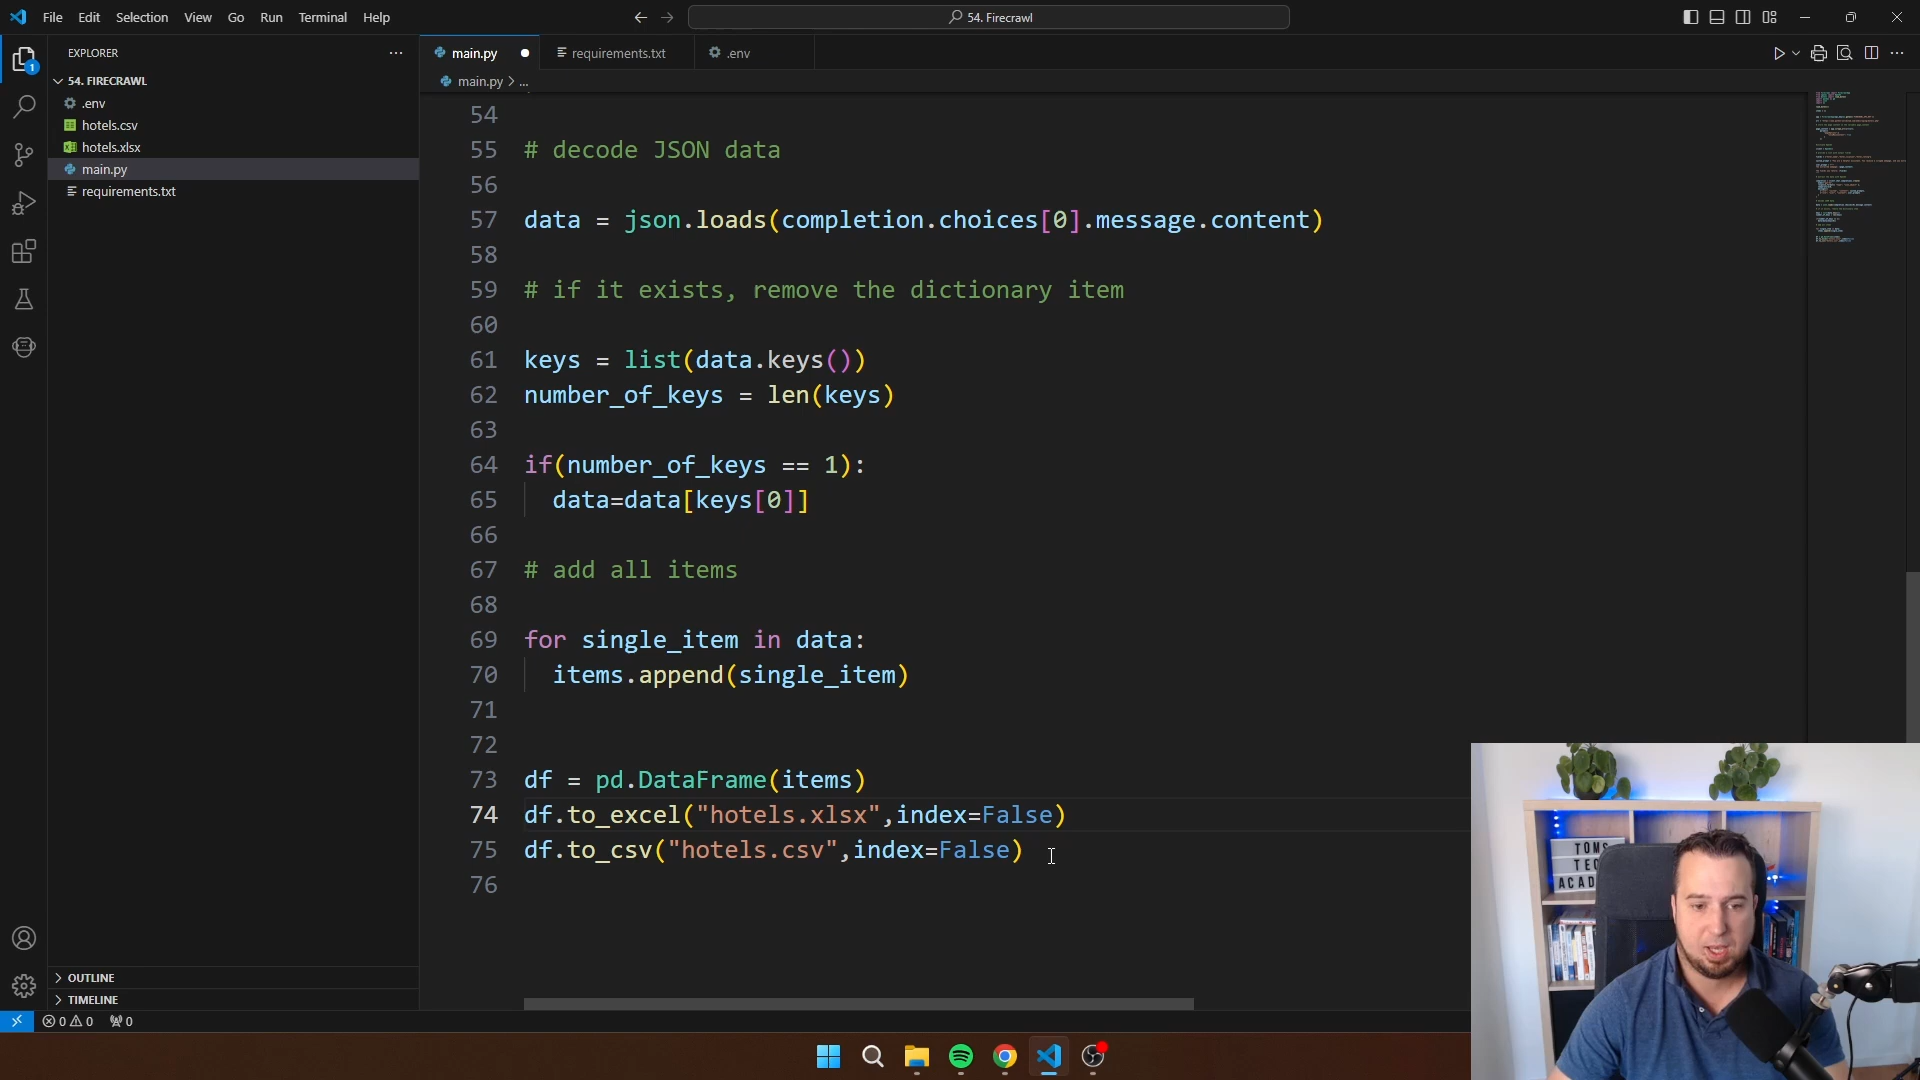 File Edit Selection View Go Run Terminal Help
54. Firecrawl
EXPLORER
54. FIRECRAWL
.env
hotels.csv
hotels.xlsx
main.py
requirements.txt
OUTLINE
TIMELINE
main.py
requirements.txt
.env
main.py > ...
54
55 # decode JSON data
56
57 data = json.loads(completion.choices[0].message.content)
58
59 # if it exists, remove the dictionary item
60
61 keys = list(data.keys())
62 number_of_keys = len(keys)
63
64 if(number_of_keys == 1):
65 data=data[keys[0]]
66
67 # add all items
68
69 for single_item in data:
70 items.append(single_item)
71
72
73 df = pd.DataFrame(items)
74 df.to_excel("hotels.xlsx",index=False)
75 df.to_csv("hotels.csv",index=False)
76
TOMS
TEC
ACAD
1
0 0 0